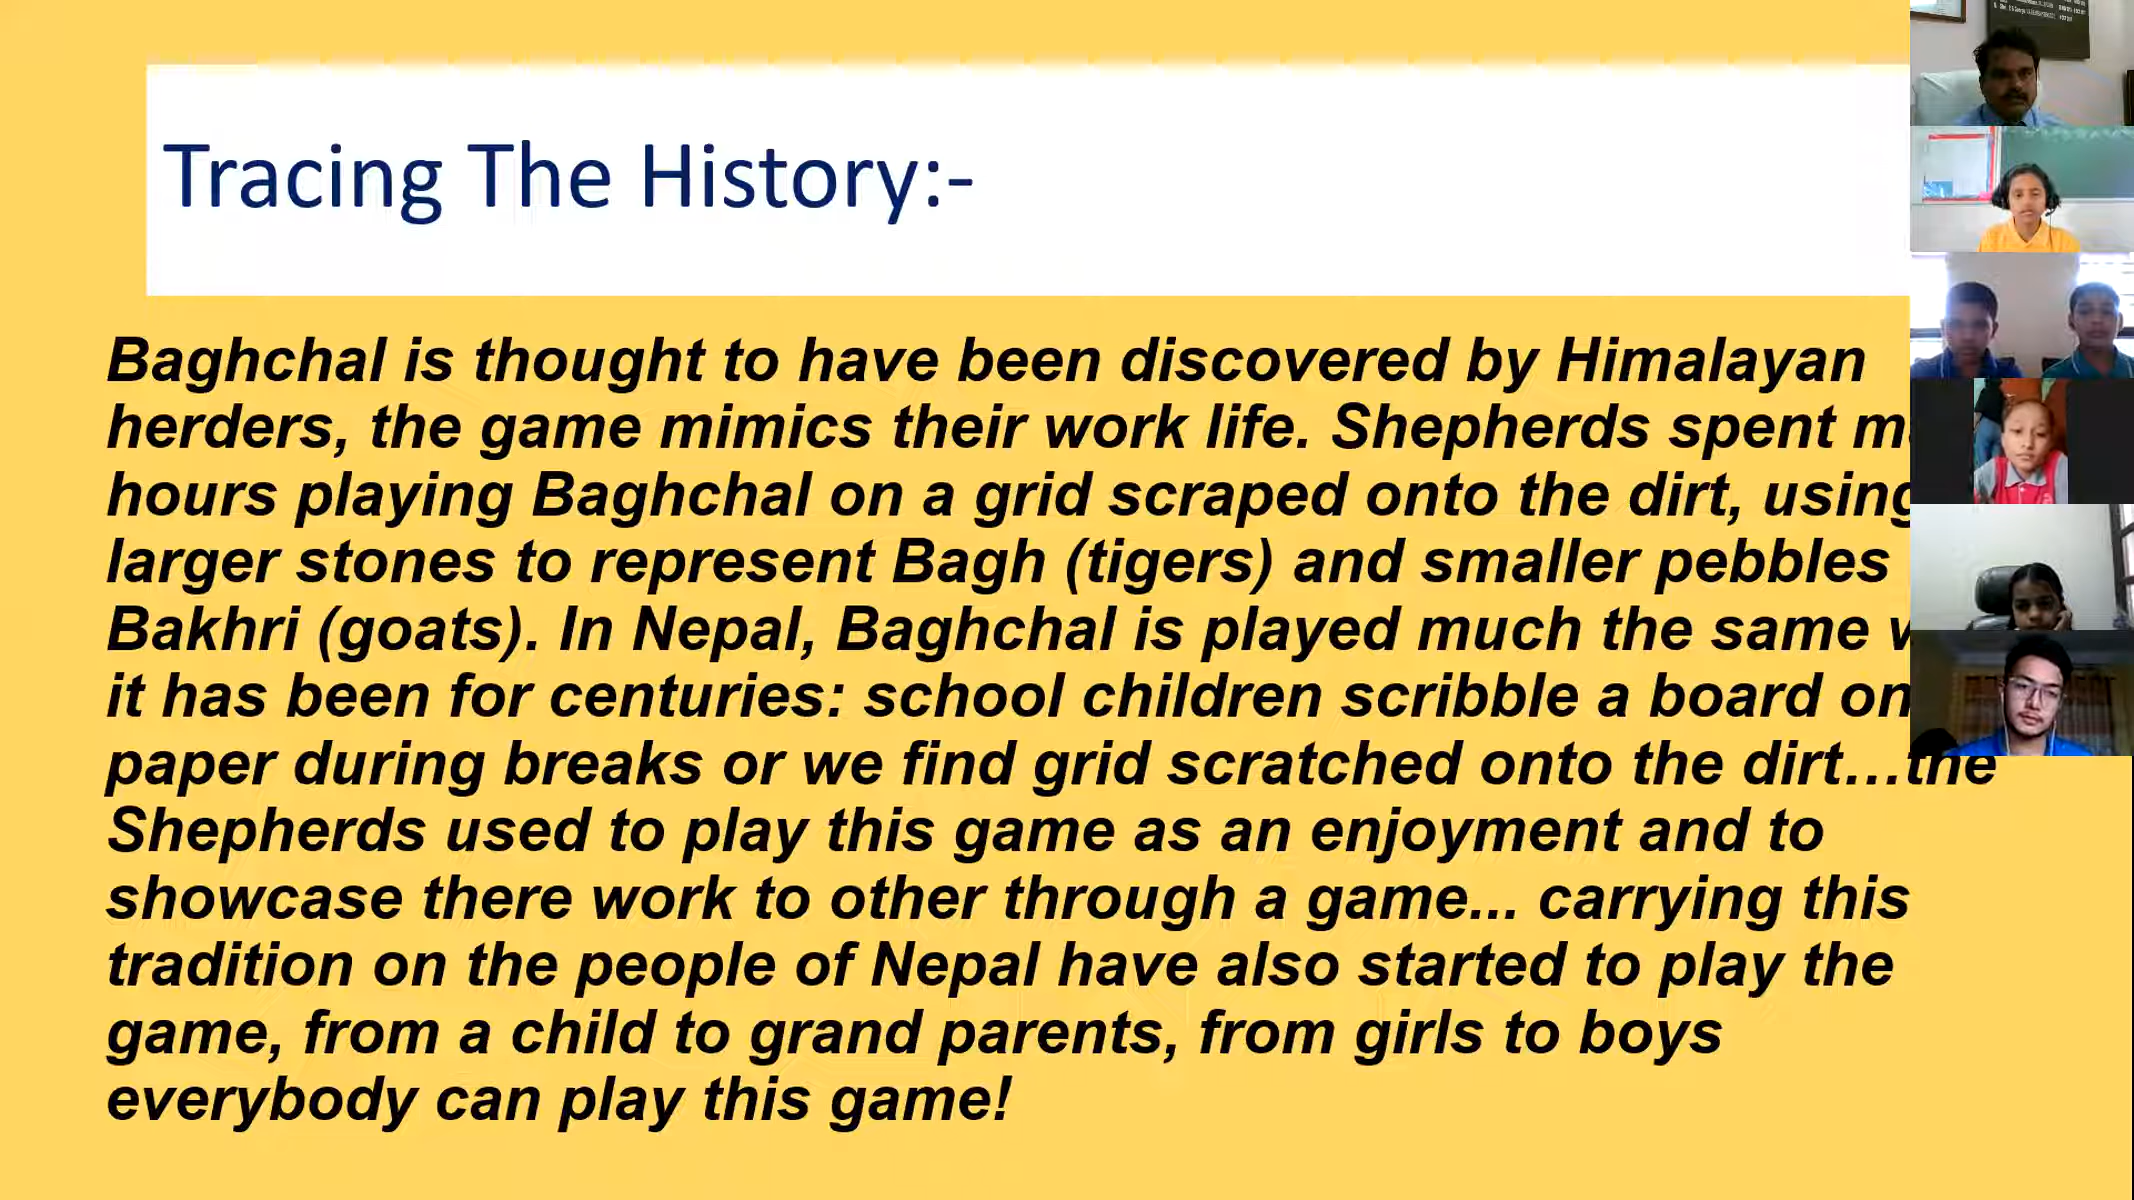 Tracing The History:-
Baghchal is thought to have been discovered by Himalayan
herders, the game mimics their work life. Shepherds spent
hours playing Baghchal on a grid scraped onto the dirt, using
larger stones to represent Bagh (tigers) and smaller pebbles
Bakhri (goats). In Nepal, Baghchal is played much the same
it has been for centuries: school children scribble a board on
paper during breaks or we find grid scratched onto the dirt…the
Shepherds used to play this game as an enjoyment and to
showcase there work to other through a game... carrying this
tradition on the people of Nepal have also started to play the
game, from a child to grand parents, from girls to boys
everybody can play this game!